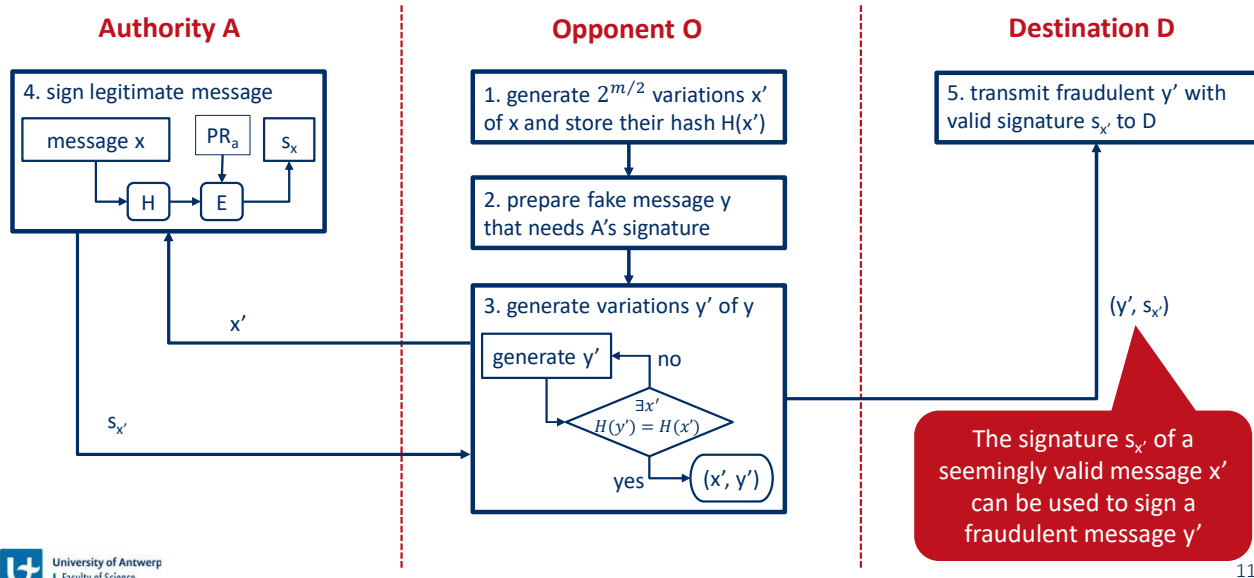 Authority A
4. sign legitimate message
message x
PRₐ
sₓ
H
E
x’
sₓ’
Opponent O
1. generate 2^{m/2} variations x’
of x and store their hash H(x’)
2. prepare fake message y
that needs A’s signature
3. generate variations y’ of y
generate y’
no
∃x′
H(y’) = H(x’)
yes
(x’, y’)
Destination D
5. transmit fraudulent y’ with
valid signature sₓ’ to D
(y’, sₓ’)
The signature sₓ’ of a
seemingly valid message x’
can be used to sign a
fraudulent message y’
University of Antwerp
Faculty of Science
11